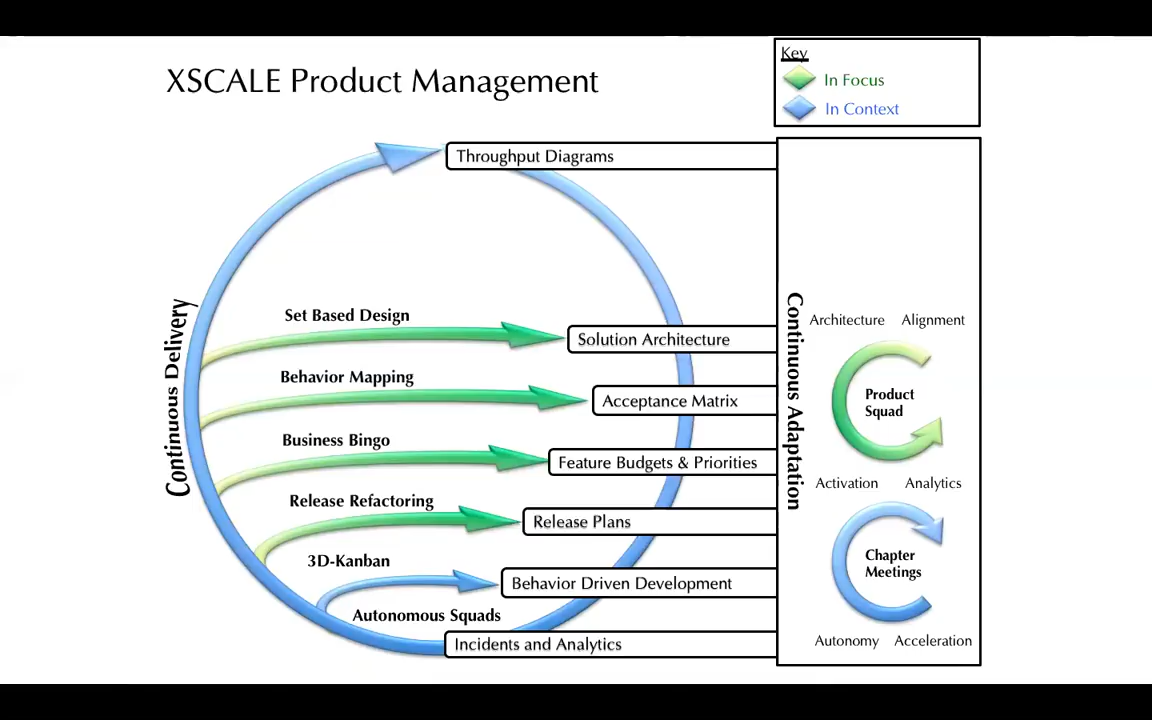 XSCALE Product Management
Key
In Focus
In Context
Throughput Diagrams
Continuous Delivery
Set Based Design
Solution Architecture
Behavior Mapping
Acceptance Matrix
Business Bingo
Feature Budgets & Priorities
Release Refactoring
Release Plans
3D-Kanban
Behavior Driven Development
Autonomous Squads
Incidents and Analytics
Continuous Adaptation
Architecture
Alignment
Product
Squad
Activation
Analytics
Chapter
Meetings
Autonomy
Acceleration